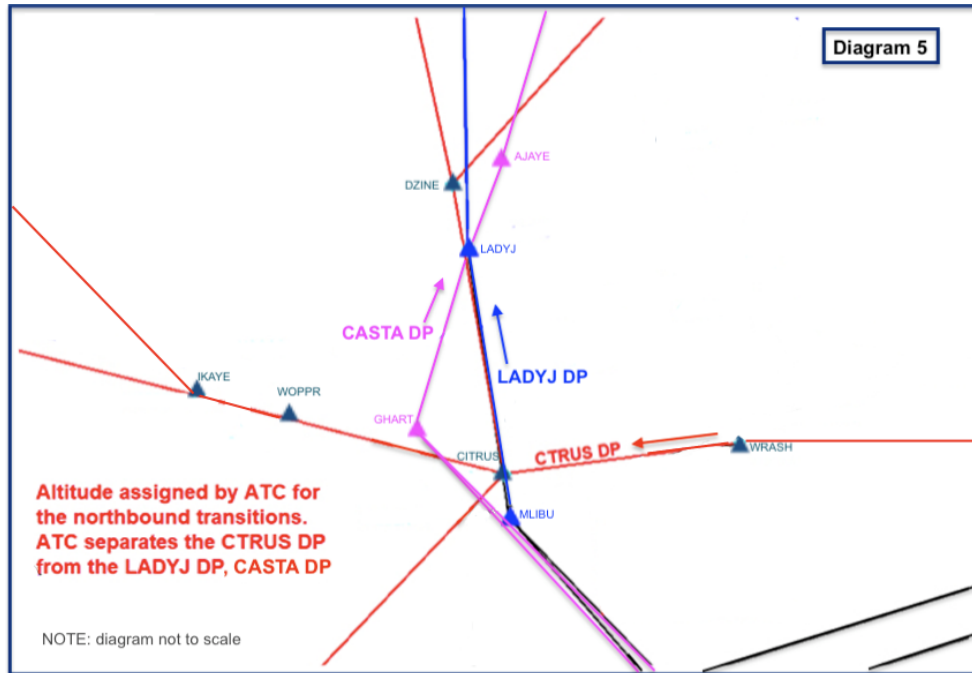 Diagram 5
AJAYE
DZINE
LADYJ
CASTA DP
LADYJ DP
IKAYE
WOPPR
GHART
CITRUS
CTRUS DP
WRASH
MLIBU
Altitude assigned by ATC for
the northbound transitions.
ATC separates the CTRUS DP
from the LADYJ DP, CASTA DP
NOTE: diagram not to scale